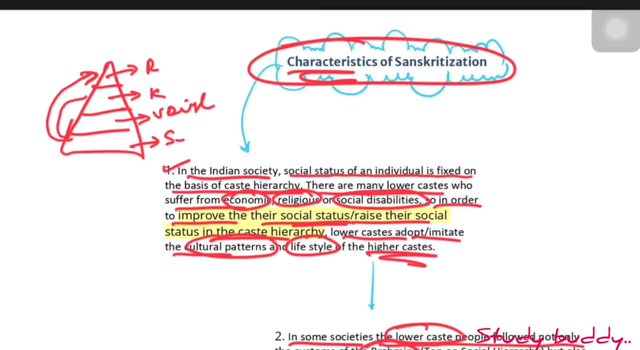 Characteristics of Sanskritization
R
K
Vaish
S
1. In the Indian society, social status of an individual is fixed on
the basis of caste hierarchy. There are many lower castes who
suffer from economic, religious or social disabilities, so in order
to improve the their social status/raise their social
status in the caste hierarchy, lower castes adopt/imitate
the cultural patterns and life style of the higher castes.
2. In some societies the lower caste people followed not only
Study buddy..